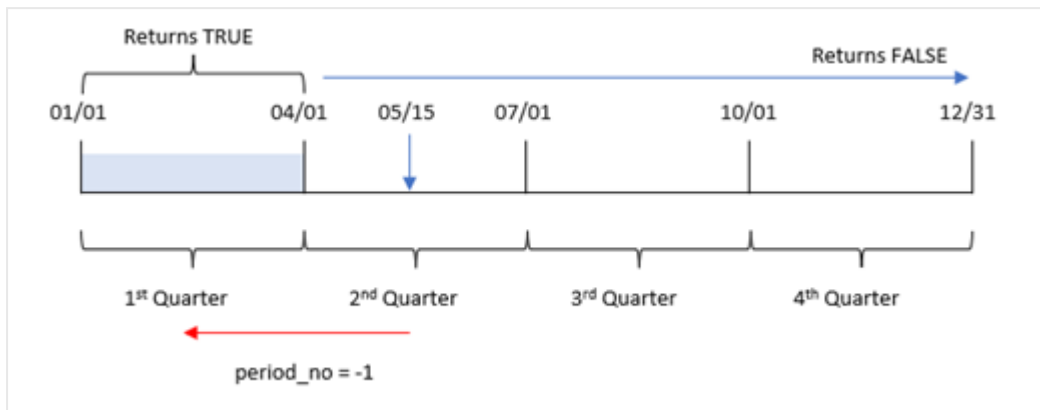 Returns TRUE
Returns FALSE
01/01 04/01 05/15 07/01 10/01 12/31
1st Quarter 2nd Quarter 3rd Quarter 4th Quarter
period_no = -1